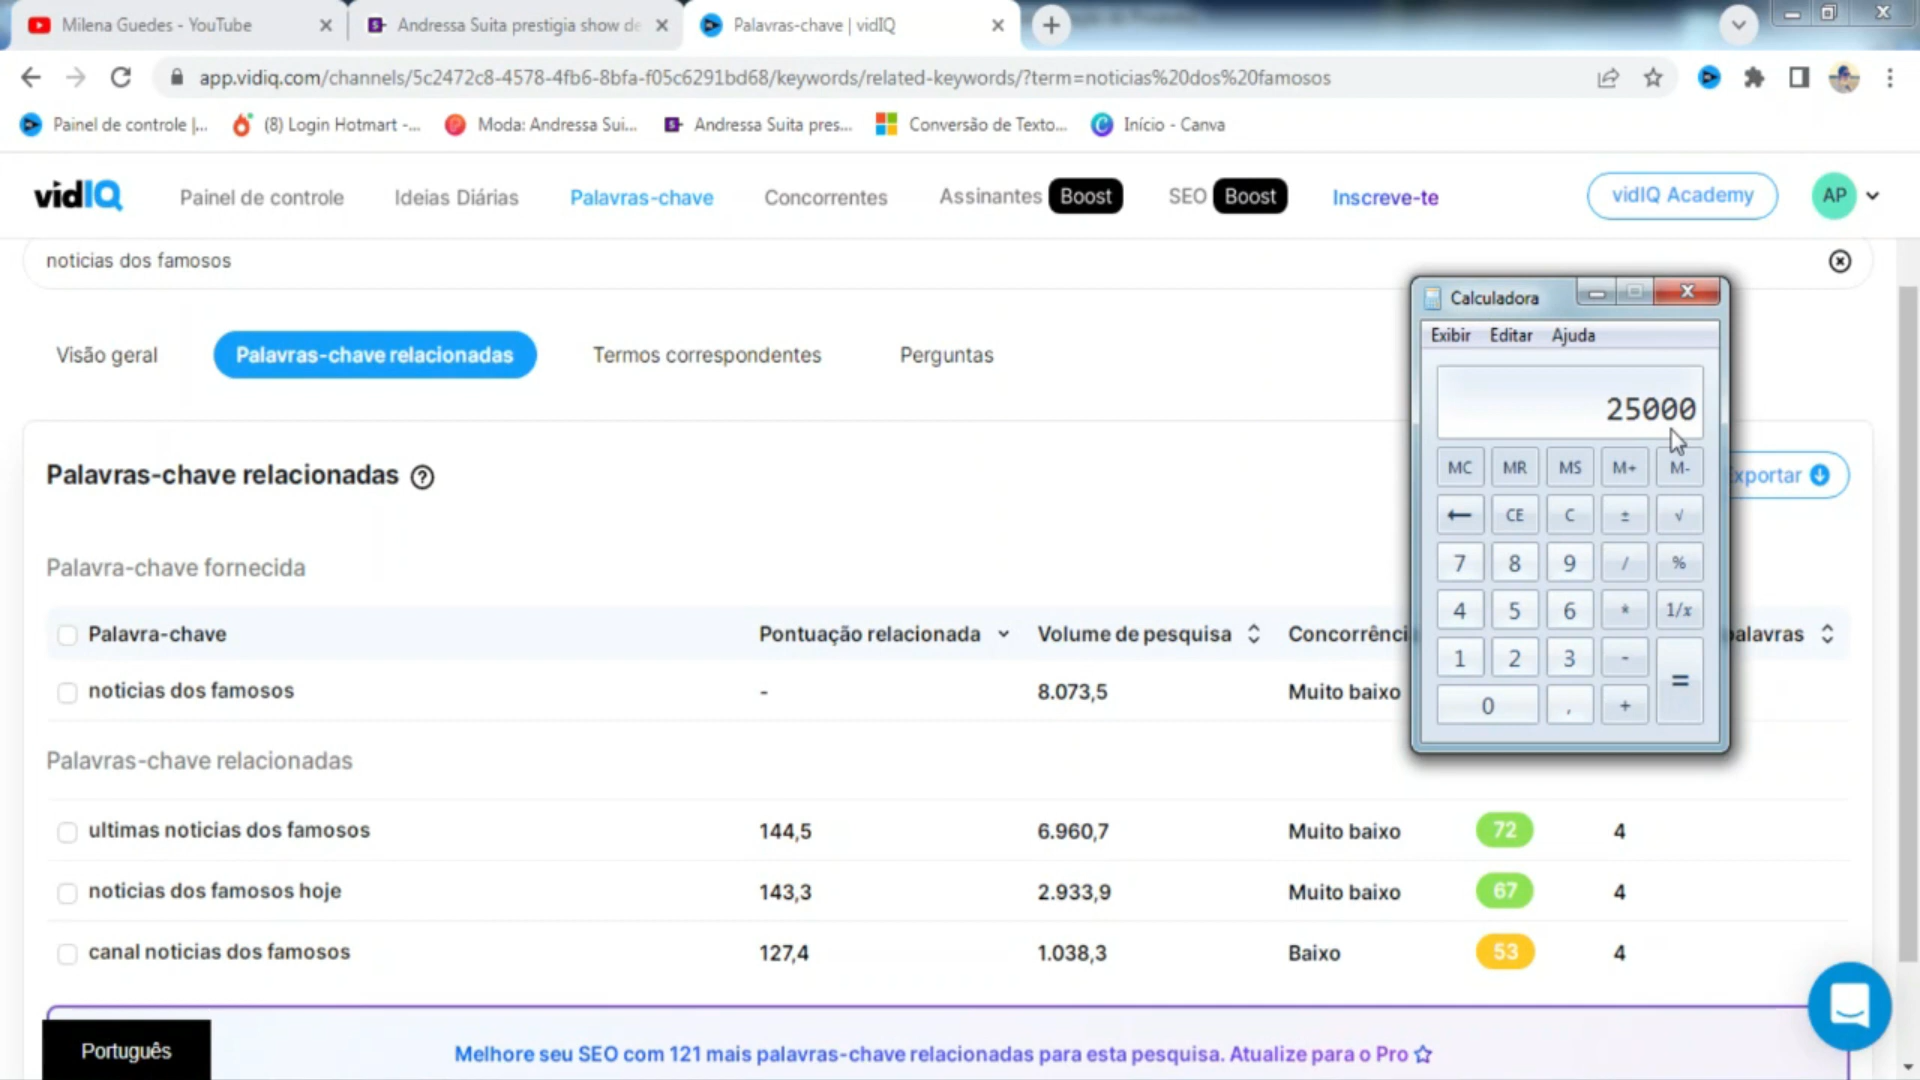 Milena Guedes - YouTube
Andressa Suita prestigia show de
Palavras-chave | vidIQ
app.vidiq.com/channels/5c2472c8-4578-4fb6-8bfa-f05c6291bd68/keywords/related-keywords/?term=noticias%20dos%20famosos
Painel de controle |...
(8) Login Hotmart -...
Moda: Andressa Sui...
Andressa Suita pres...
Conversão de Texto...
Início - Canva
vidIQ
Painel de controle
Ideias Diárias
Palavras-chave
Concorrentes
Assinantes Boost
SEO Boost
Inscreve-te
vidIQ Academy
AP
noticias dos famosos
Visão geral
Palavras-chave relacionadas
Termos correspondentes
Perguntas
Calculadora
Exibir Editar Ajuda
25000
MC MR MS M+ M-
← CE C ± √
7 8 9 / %
4 5 6 * 1/x
1 2 3 - =
0 , +
Palavras-chave relacionadas ?
xportar
Palavra-chave fornecida
Palavra-chave Pontuação relacionada Volume de pesquisa Concorrênci palavras
noticias dos famosos - 8.073,5 Muito baixo
Palavras-chave relacionadas
ultimas noticias dos famosos 144,5 6.960,7 Muito baixo 72 4
noticias dos famosos hoje 143,3 2.933,9 Muito baixo 67 4
canal noticias dos famosos 127,4 1.038,3 Baixo 53 4
Português
Melhore seu SEO com 121 mais palavras-chave relacionadas para esta pesquisa. Atualize para o Pro